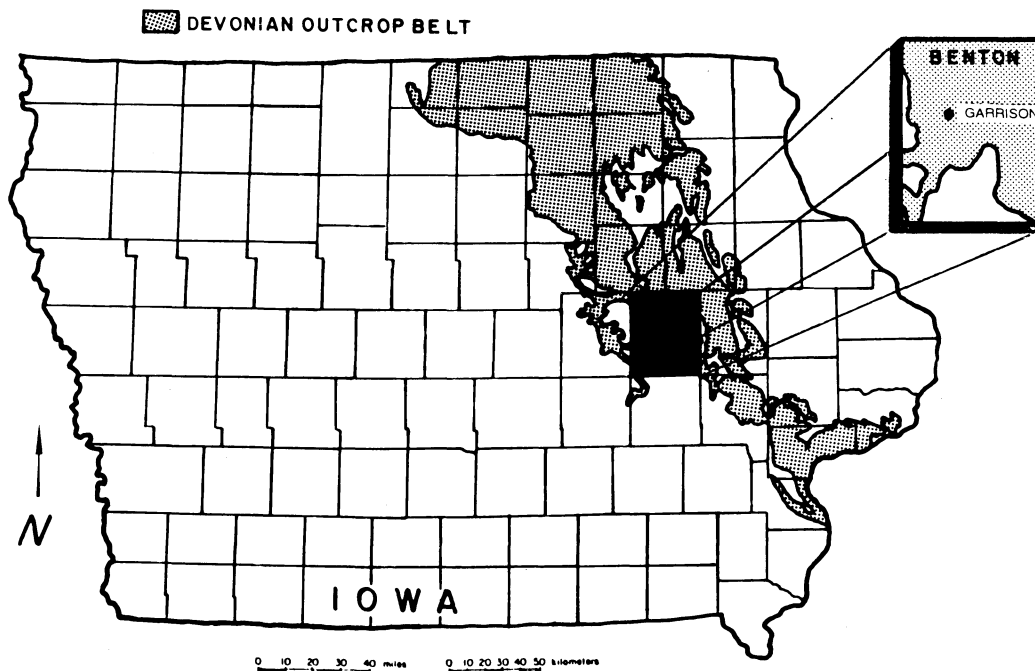 DEVONIAN OUTCROP BELT
BENTON
GARRISON
N
IOWA
0 10 20 30 40 miles 0 10 20 30 40 50 kilometers